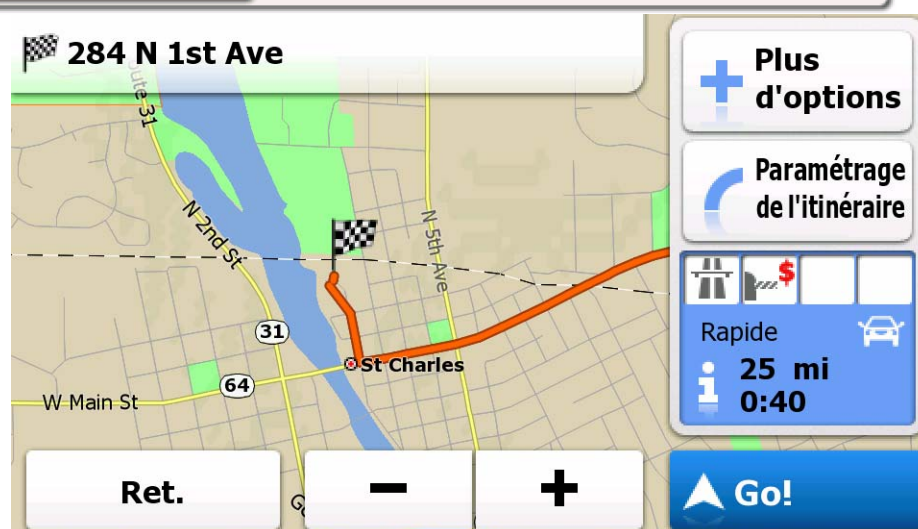 284 N 1st Ave
Plus
d'options
Paramétrage
de l'itinéraire
Route 31
N 2nd St
N 5th Ave
31
St Charles
64
W Main St
$
Rapide
25 mi
0:40
Ret.
−
+
Go!